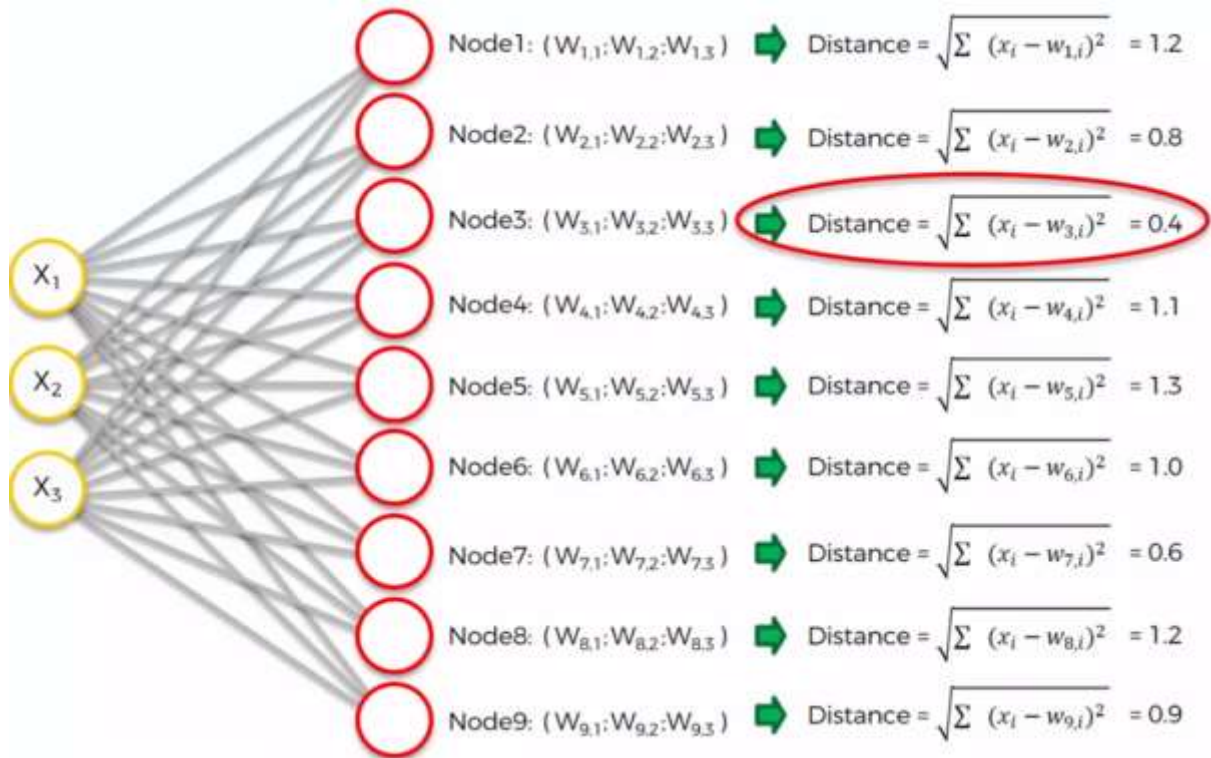 Node1: (W1,1;W1,2;W1,3) Distance = √Σ (xi − w1,i)² = 1.2
Node2: (W2,1;W2,2;W2,3) Distance = √Σ (xi − w2,i)² = 0.8
Node3: (W3,1;W3,2;W3,3) Distance = √Σ (xi − w3,i)² = 0.4
X1
Node4: (W4,1;W4,2;W4,3) Distance = √Σ (xi − w4,i)² = 1.1
X2
Node5: (W5,1;W5,2;W5,3) Distance = √Σ (xi − w5,i)² = 1.3
Node6: (W6,1;W6,2;W6,3) Distance = √Σ (xi − w6,i)² = 1.0
X3
Node7: (W7,1;W7,2;W7,3) Distance = √Σ (xi − w7,i)² = 0.6
Node8: (W8,1;W8,2;W8,3) Distance = √Σ (xi − w8,i)² = 1.2
Node9: (W9,1;W9,2;W9,3) Distance = √Σ (xi − w9,i)² = 0.9